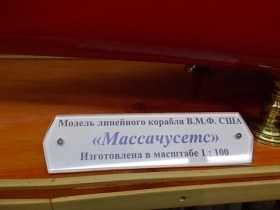 Модель линейного корабля В.М.Ф. США
«Массачусетс»
Изготовлена в масштабе 1 : 100